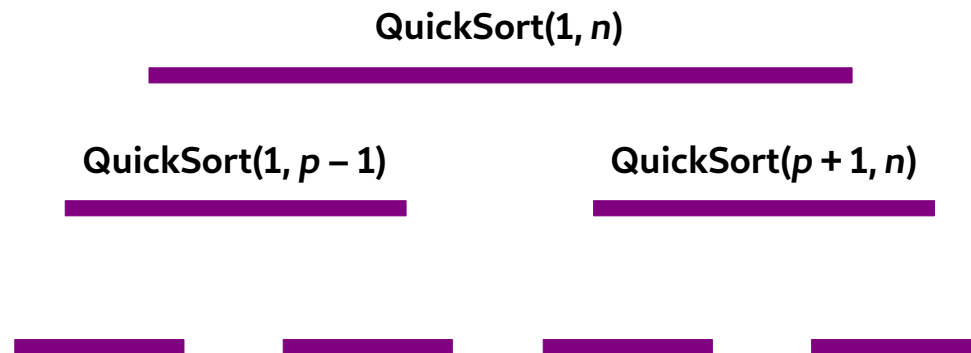 QuickSort(1, n)
QuickSort(1, p – 1)
QuickSort(p + 1, n)